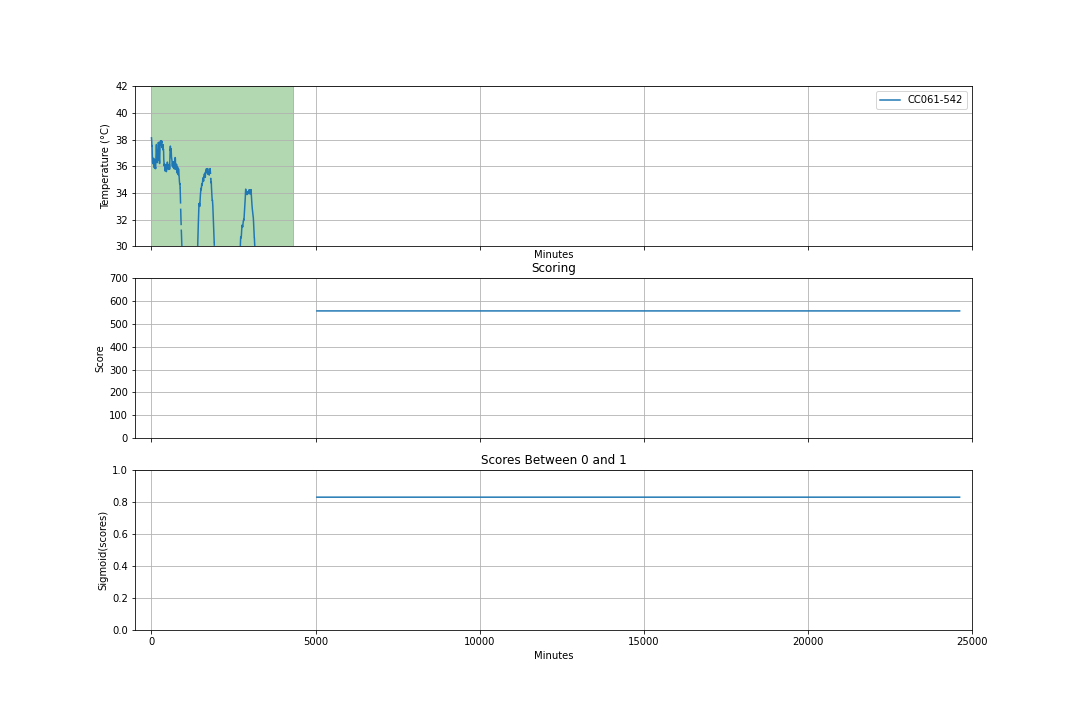 42
40
38
36
34
32
30
Temperature (°C)
CC061-542
Minutes
Scoring
700
600
500
400
300
200
100
0
Score
Scores Between 0 and 1
1.0
0.8
0.6
0.4
0.2
0.0
Sigmoid(scores)
0 5000 10000 15000 20000 25000
Minutes